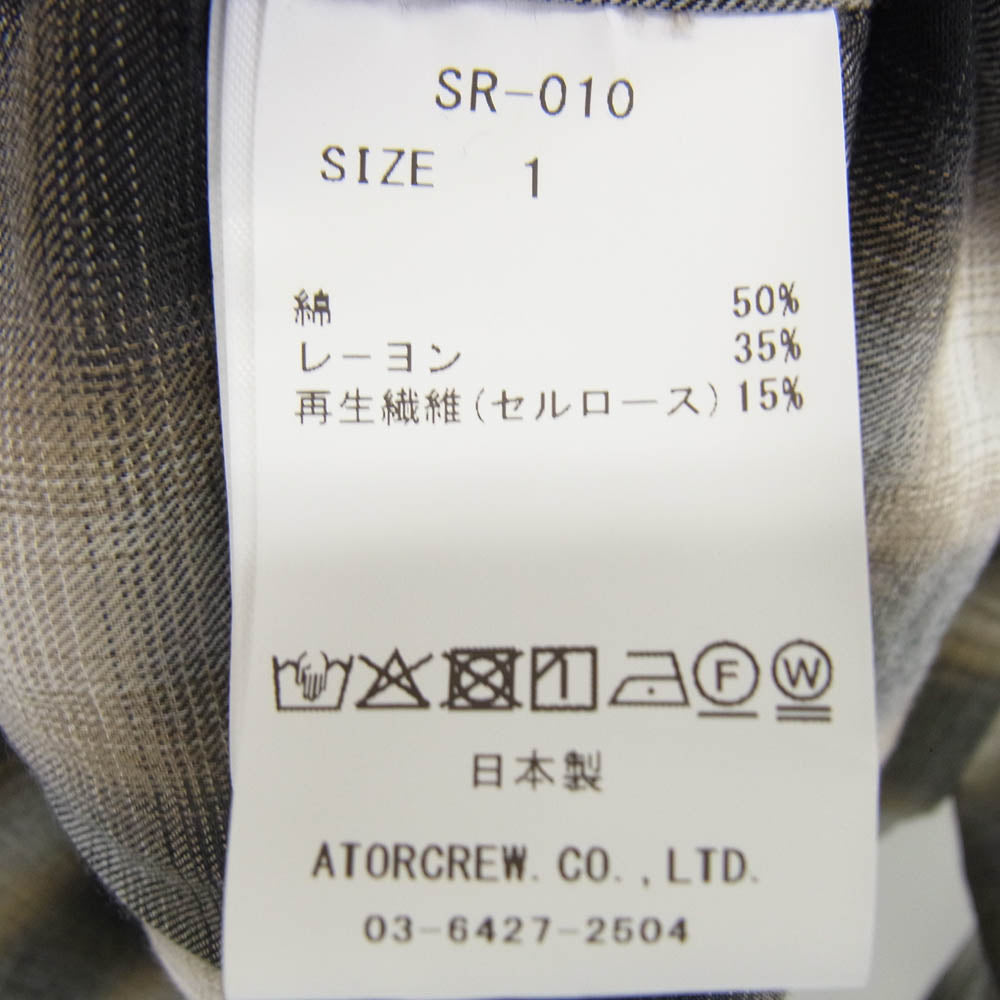 SR-010
SIZE 1
綿 50%
レーヨン 35%
再生繊維(セルロース) 15%
F W
日本製
ATORCREW.CO.,LTD.
03-6427-2504